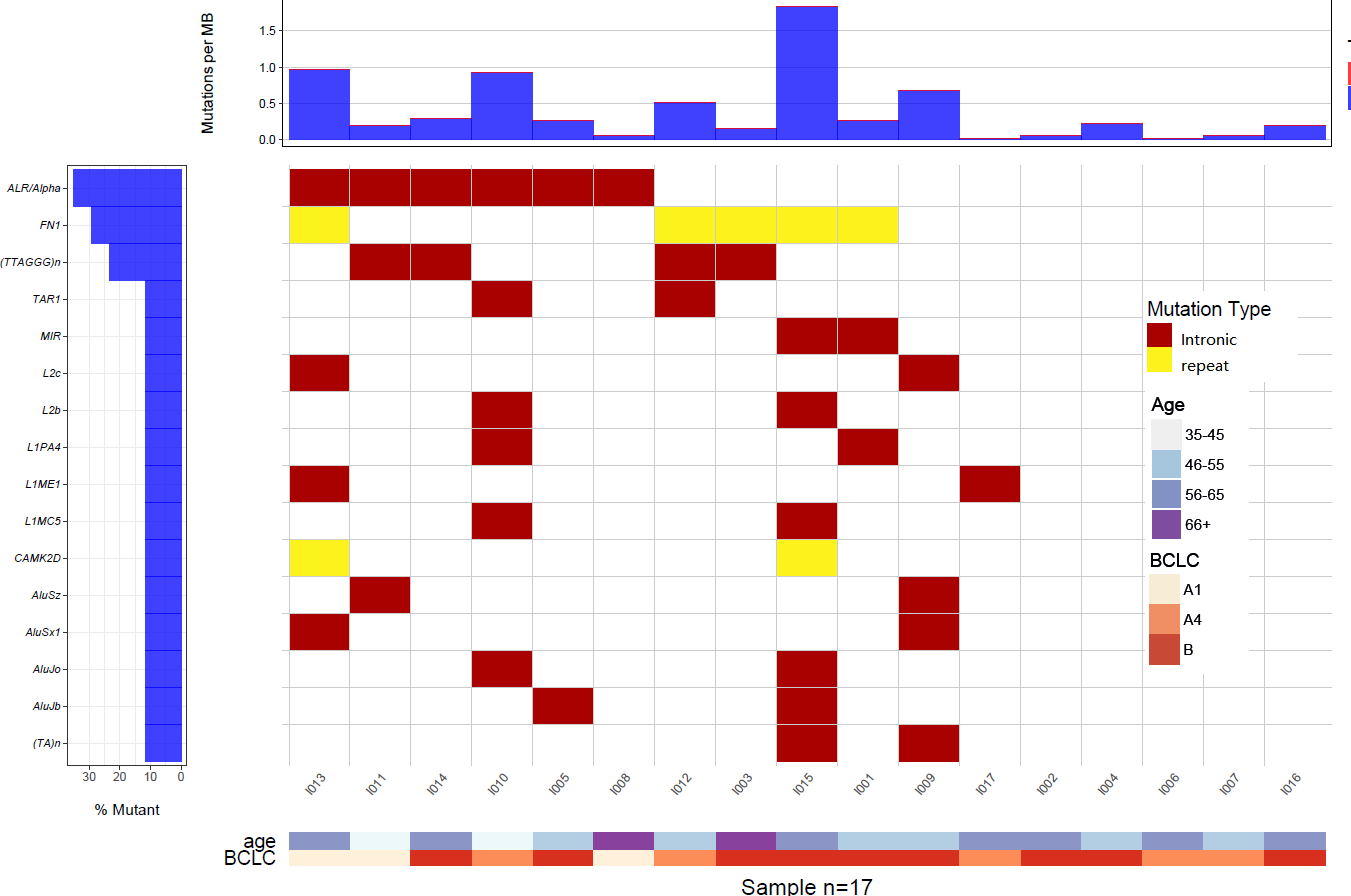 Mutations per MB
1.5
1.0
0.5
0.0
ALR/Alpha
FN1
(TTAGGG)n
TAR1
MIR
L2c
L2b
L1PA4
L1ME1
L1MC5
CAMK2D
AluSz
AluSx1
AluJo
AluJb
(TA)n
30 20 10 0
% Mutant
Mutation Type
Intronic
repeat
Age
35-45
46-55
56-65
66+
BCLC
A1
A4
B
I013 I011 I014 I010 I005 I008 I012 I003 I015 I001 I009 I017 I002 I004 I006 I007 I016
age
BCLC
Sample n=17